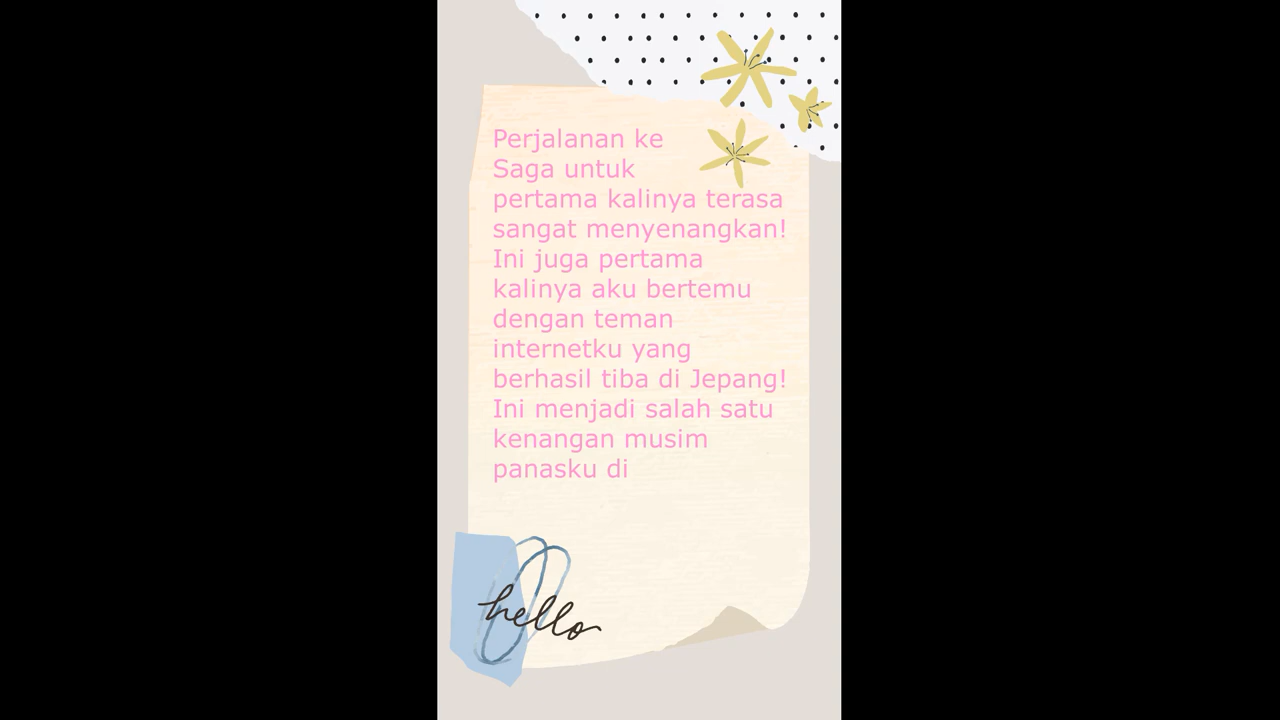 Perjalanan ke
Saga untuk
pertama kalinya terasa
sangat menyenangkan!
Ini juga pertama
kalinya aku bertemu
dengan teman
internetku yang
berhasil tiba di Jepang!
Ini menjadi salah satu
kenangan musim
panasku di
hello